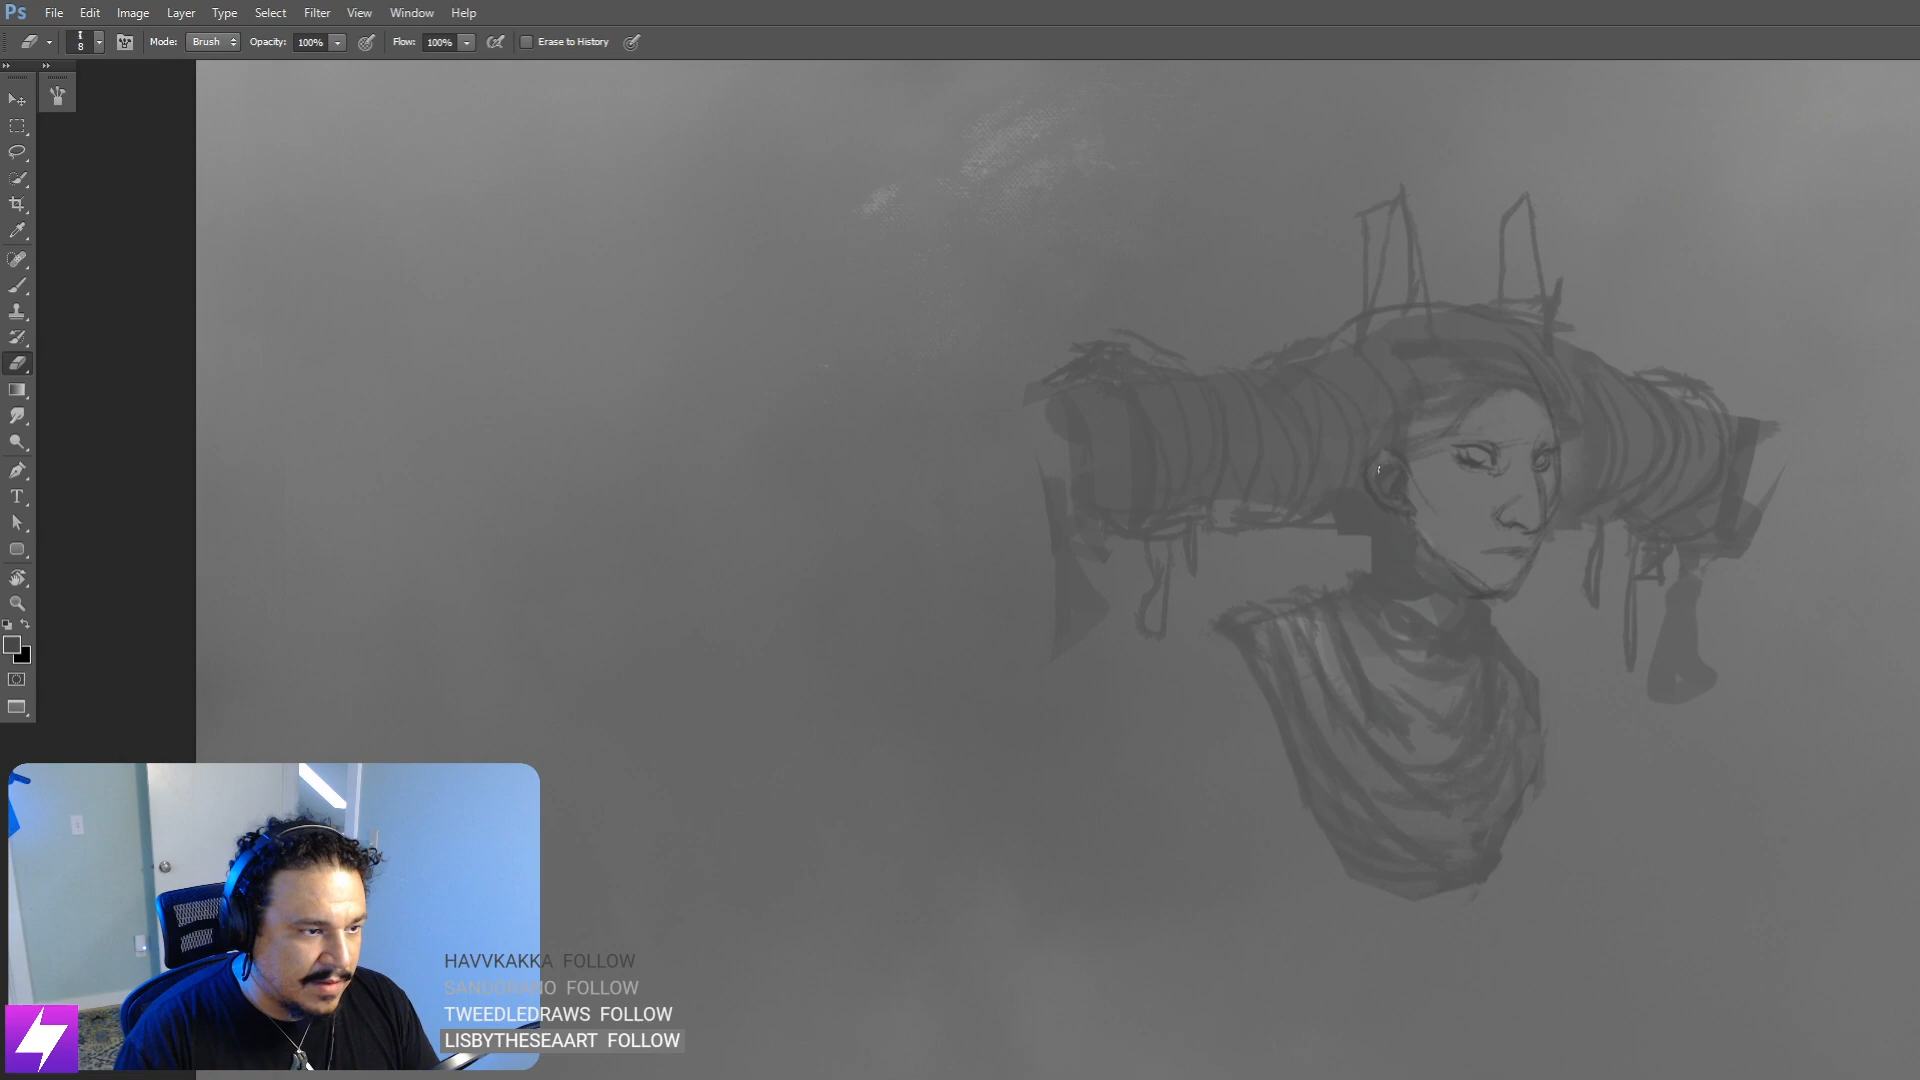 Ps File Edit Image Layer Type Select Filter View Window Help
8 Mode: Brush Opacity: 100% Flow: 100% Erase to History
T
HAVVKAKKA FOLLOW
FOLLOW
TWEEDLEDRAWS FOLLOW
LISBYTHESEAART FOLLOW